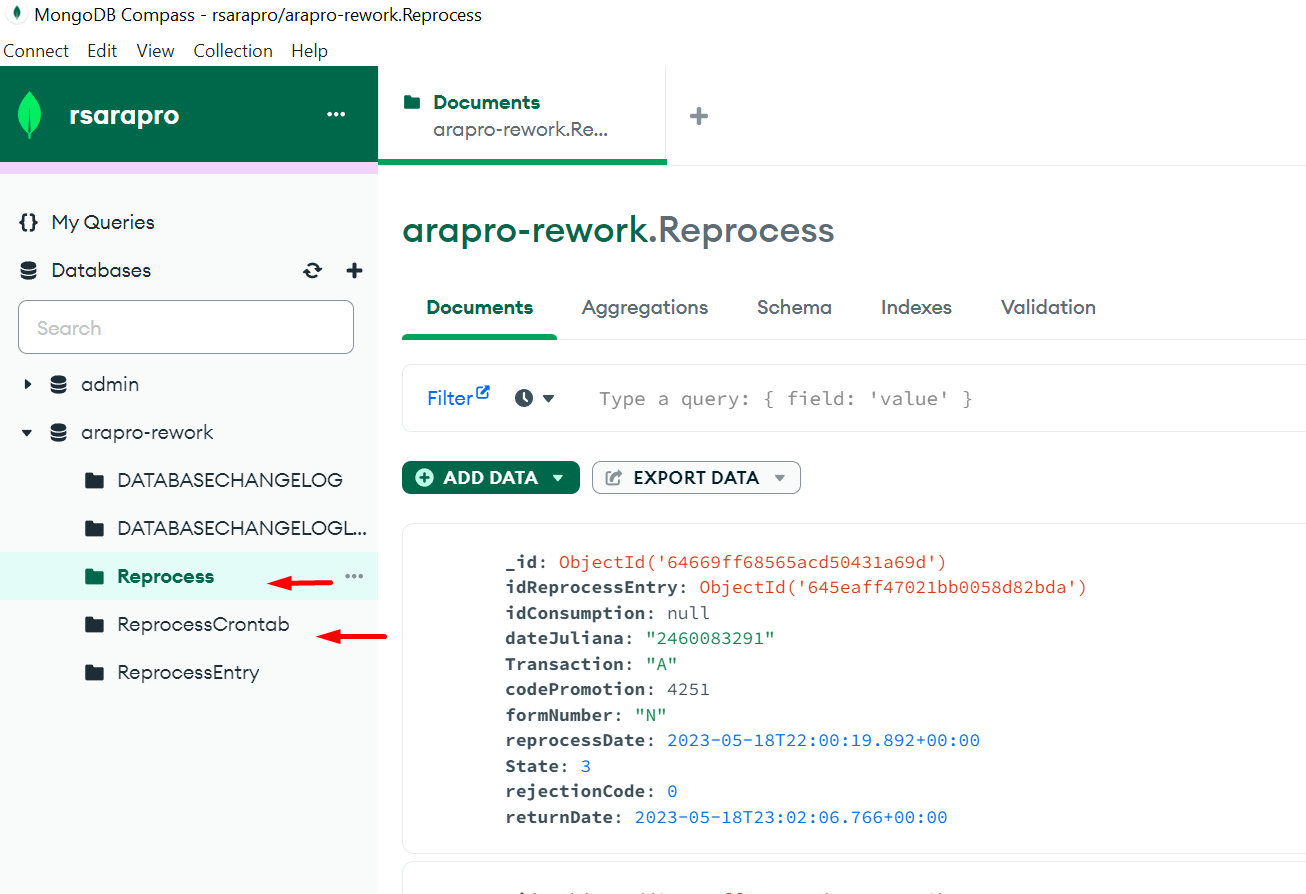 MongoDB Compass - rsarapro/arapro-rework.Reprocess
Connect Edit View Collection Help
rsarapro
Documents
arapro-rework.Re...
My Queries
Databases
Search
admin
arapro-rework
DATABASECHANGELOG
DATABASECHANGELOGL...
Reprocess
ReprocessCrontab
ReprocessEntry
arapro-rework.Reprocess
Documents Aggregations Schema Indexes Validation
Filter Type a query: { field: 'value' }
ADD DATA EXPORT DATA
_id: ObjectId('64669ff68565acd50431a69d')
idReprocessEntry: ObjectId('645eaff47021bb0058d82bda')
idConsumption: null
dateJuliana: "2460083291"
Transaction: "A"
codePromotion: 4251
formNumber: "N"
reprocessDate: 2023-05-18T22:00:19.892+00:00
State: 3
rejectionCode: 0
returnDate: 2023-05-18T23:02:06.766+00:00